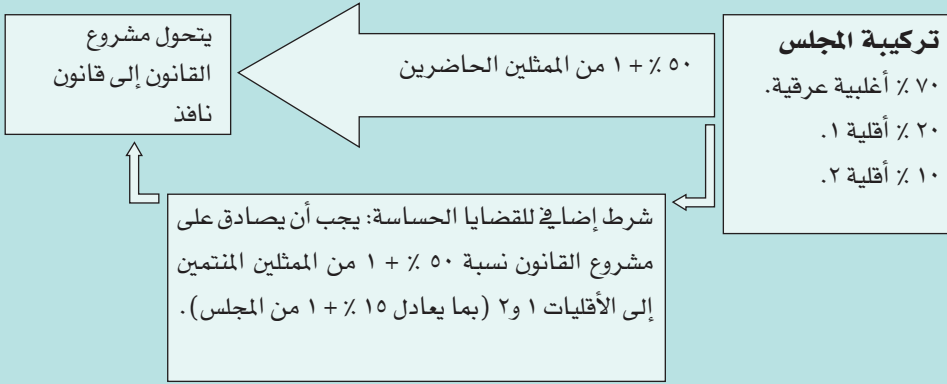 تركيبة المجلس
٧٠ ٪ أغلبية عرقية.
٢٠ ٪ أقلية ١.
١٠ ٪ أقلية ٢.
٥٠ ٪ + ١ من الممثلين الحاضرين
يتحول مشروع
القانون إلى قانون
نافذ
شرط إضافي للقضايا الحساسة: يجب أن يصادق على
مشروع القانون نسبة ٥٠ ٪ + ١ من الممثلين المنتمين
إلى الأقليات ١ و٢ (بما يعادل ١٥ ٪ + ١ من المجلس).